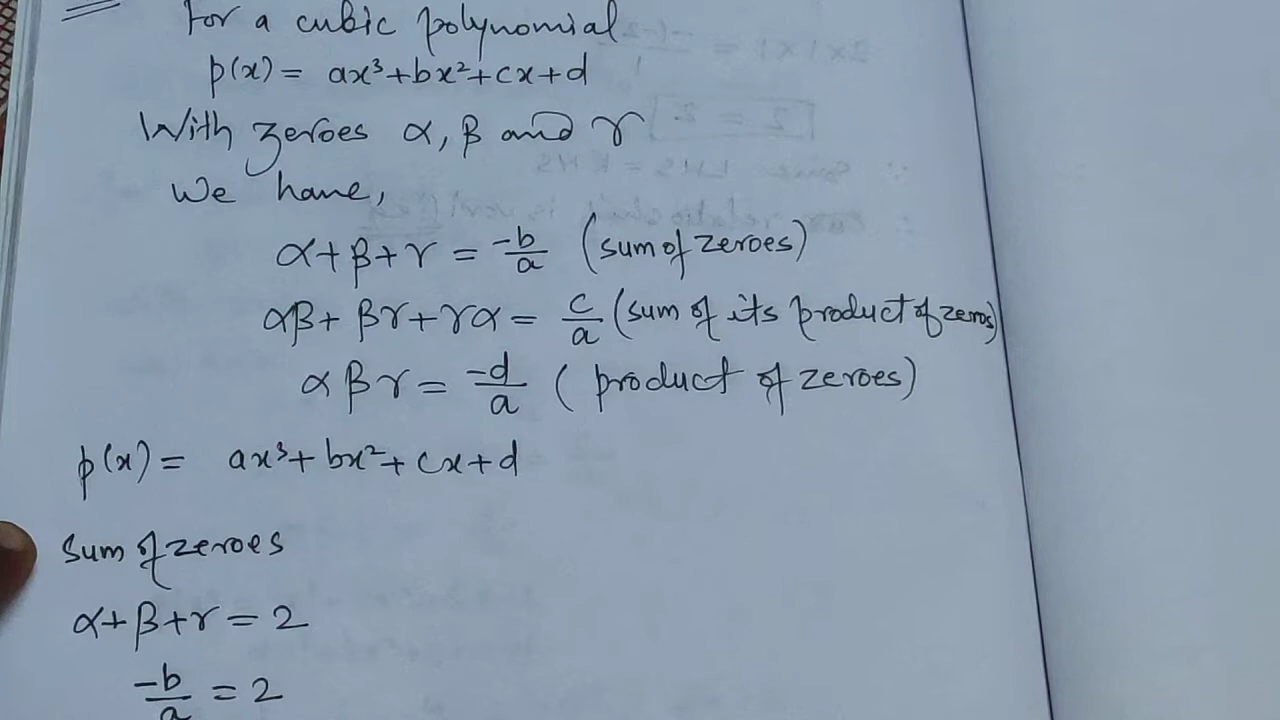 For a cubic polynomial
p(x) = ax³+bx²+cx+d
With zeroes α, β and γ
We have,
α+β+γ = -b/a (sum of zeroes)
αβ+βγ+γα = c/a (sum of its product of zeros)
αβγ = -d/a (product of zeroes)
p(x) = ax³+bx²+cx+d
Sum of zeroes
α+β+γ = 2
-b/a = 2